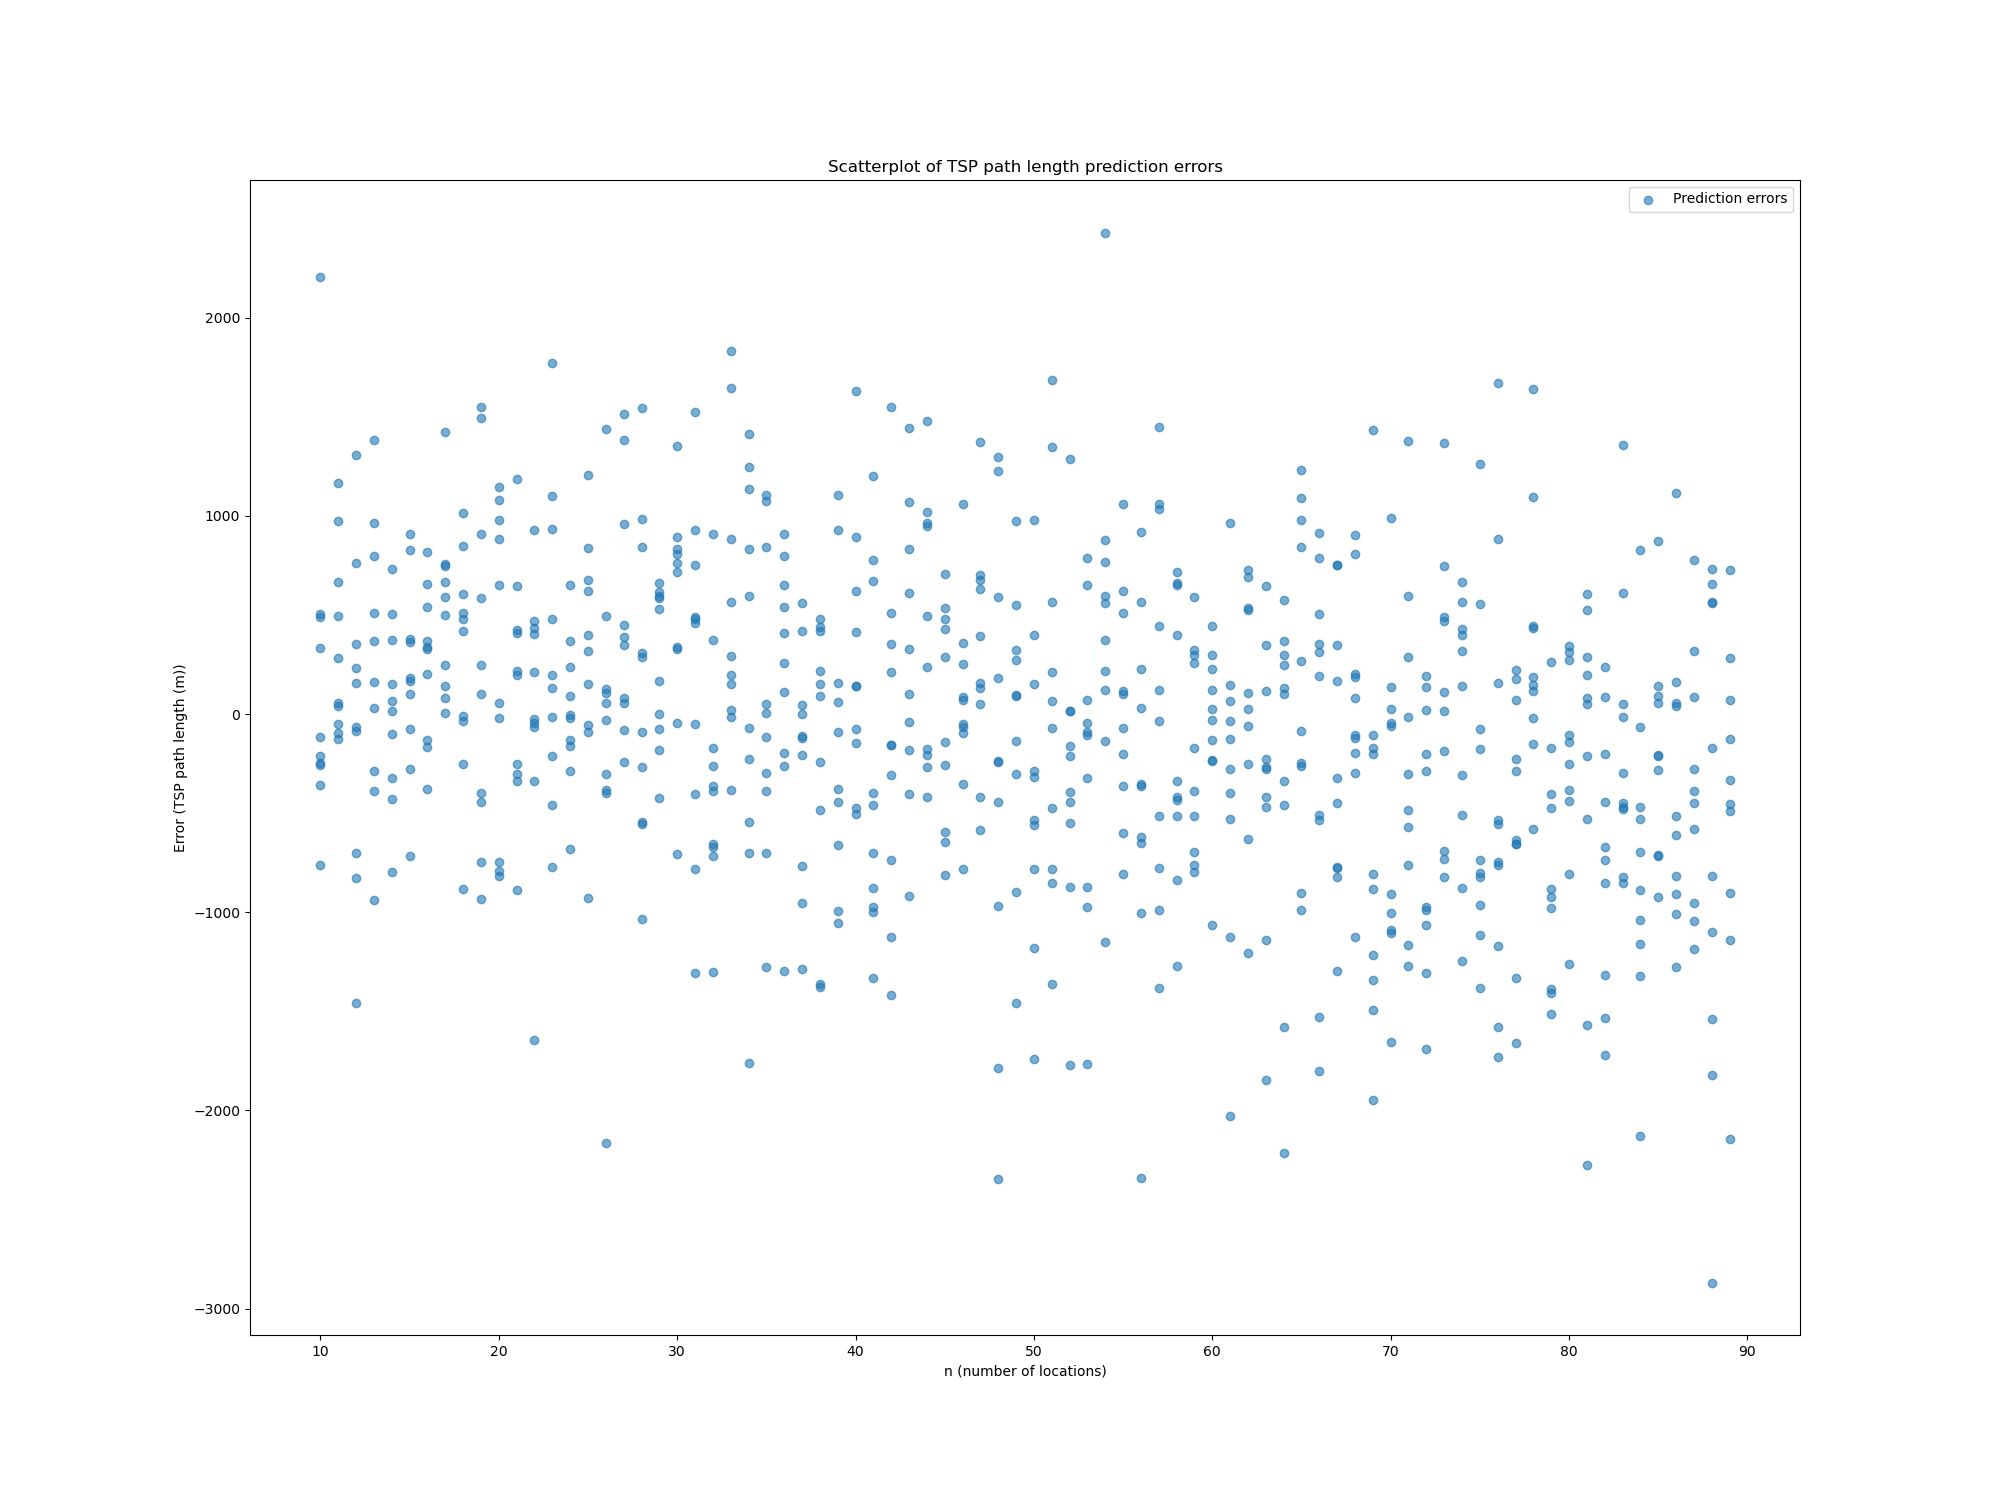 Scatterplot of TSP path length prediction errors
Prediction errors
2000
1000
0
−1000
−2000
−3000
Error (TSP path length (m))
10 20 30 40 50 60 70 80 90
n (number of locations)